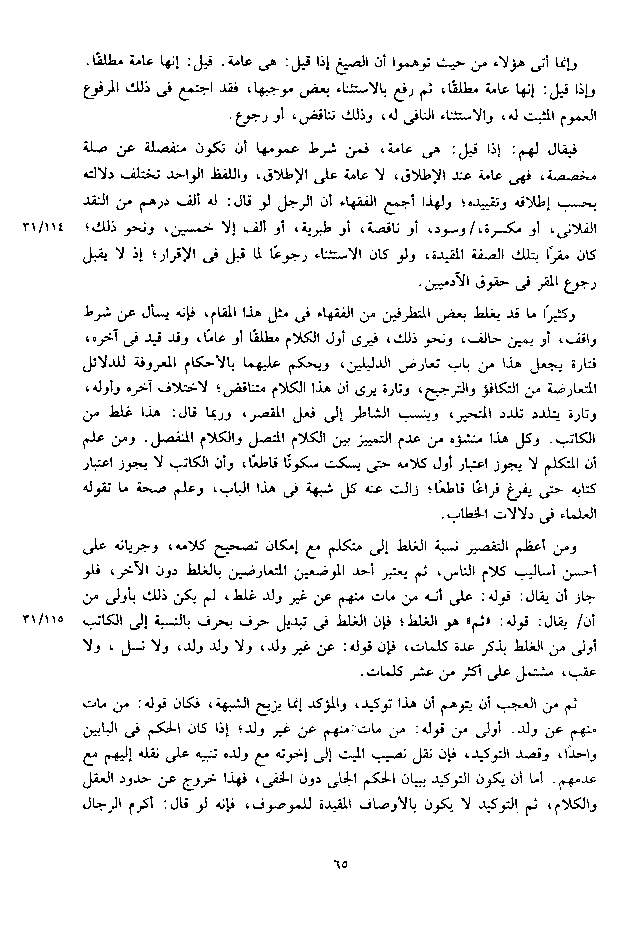 وإنما أتى هؤلاء من حيث توهموا أن الصيغ إذا قيل: هى عامة. قيل: إنها عامة مطلقًا.
وإذا قيل: إنها عامة مطلقًا، ثم رفع بالاستثناء بعض موجبها، فقد اجتمع فى ذلك المرفوع
العموم المثبت له، والاستثناء النافى له، وذلك تناقض، أو رجوع.
فيقال لهم: إذا قيل: هى عامة، فمن شرط عمومها أن تكون منفصلة عن صلة
مخصصة، فهى عامة عند الإطلاق، لا عامة على الإطلاق، واللفظ الواحد تختلف دلالته
بحسب إطلاقه وتقييده؛ ولهذا أجمع الفقهاء أن الرجل لو قال: له ألف درهم من النقد
الفلانى، أو مكسرة،/ وسود، أو ناقصة، أو طبرية، أو ألف إلا خمسين، ونحو ذلك؛ ٣١/١١٤
كان مقرًا بتلك الصفة المقيدة، ولو كان الاستثناء رجوعًا لما قبل فى الإقرار؛ إذ لا يقبل
رجوع المقر فى حقوق الآدميين.
وكثيرًا ما قد يغلط بعض المتطرفين من الفقهاء فى مثل هذا المقام، فإنه يسأل عن شرط
واقف، أو يمين حالف، ونحو ذلك، فيرى أول الكلام مطلقًا أو عامًا، وقد قيد فى آخره،
فتارة يجعل هذا من باب تعارض الدليلين، ويحكم عليهما بالأحكام المعروفة للدلائل
المتعارضة من التكافؤ والترجيح، وتارة يرى أن هذا الكلام متناقض؛ لاختلاف آخره وأوله،
وتارة يتلدد تلدد المتحير، وينسب الشاطر إلى فعل المقصر، وربما قال: هذا غلط من
الكاتب. وكل هذا منشؤه من عدم التمييز بين الكلام المتصل والكلام المنفصل. ومن علم
أن المتكلم لا يجوز اعتبار أول كلامه حتى يسكت سكوتًا قاطعًا، وأن الكاتب لا يجوز اعتبار
كتابه حتى يفرغ فراغًا قاطعًا؛ زالت عنه كل شبهة فى هذا الباب، وعلم صحة ما تقوله
العلماء فى دلالات الخطاب.
ومن أعظم التقصير نسبة الغلط إلى متكلم مع إمكان تصحيح كلامه، وجريانه على
أحسن أساليب كلام الناس، ثم يعتبر أحد الموضعين المتعارضين بالغلط دون الآخر، فلو
جاز أن يقال: قوله: على أنه من مات منهم عن غير ولد غلط، لم يكن ذلك بأولى من
أن/ يقال: قوله: «ثم» هو الغلط؛ فإن الغلط فى تبديل حرف بحرف بالنسبة إلى الكاتب ٣١/١١٥
أولى من الغلط بذكر عدة كلمات، فإن قوله: عن غير ولد، ولا ولد ولد، ولا نسل ، ولا
عقب، مشتمل على أكثر من عشر كلمات.
ثم من العجب أن يتوهم أن هذا توكيد، والمؤكد إنما يزيح الشبهة، فكان قوله: من مات
منهم عن ولد. أولى من قوله: من مات منهم عن غير ولد؛ إذا كان الحكم فى البابين
واحدًا، وقصد التوكيد، فإن نقل نصيب الميت إلى إخوته مع ولده تنبيه على نقله إليهم مع
عدمهم. أما أن يكون التوكيد ببيان الحكم الجلى دون الخفى، فهذا خروج عن حدود العقل
والكلام، ثم التوكيد لا يكون بالأوصاف المقيدة للموصوف، فإنه لو قال: أكرم الرجال
٦٥